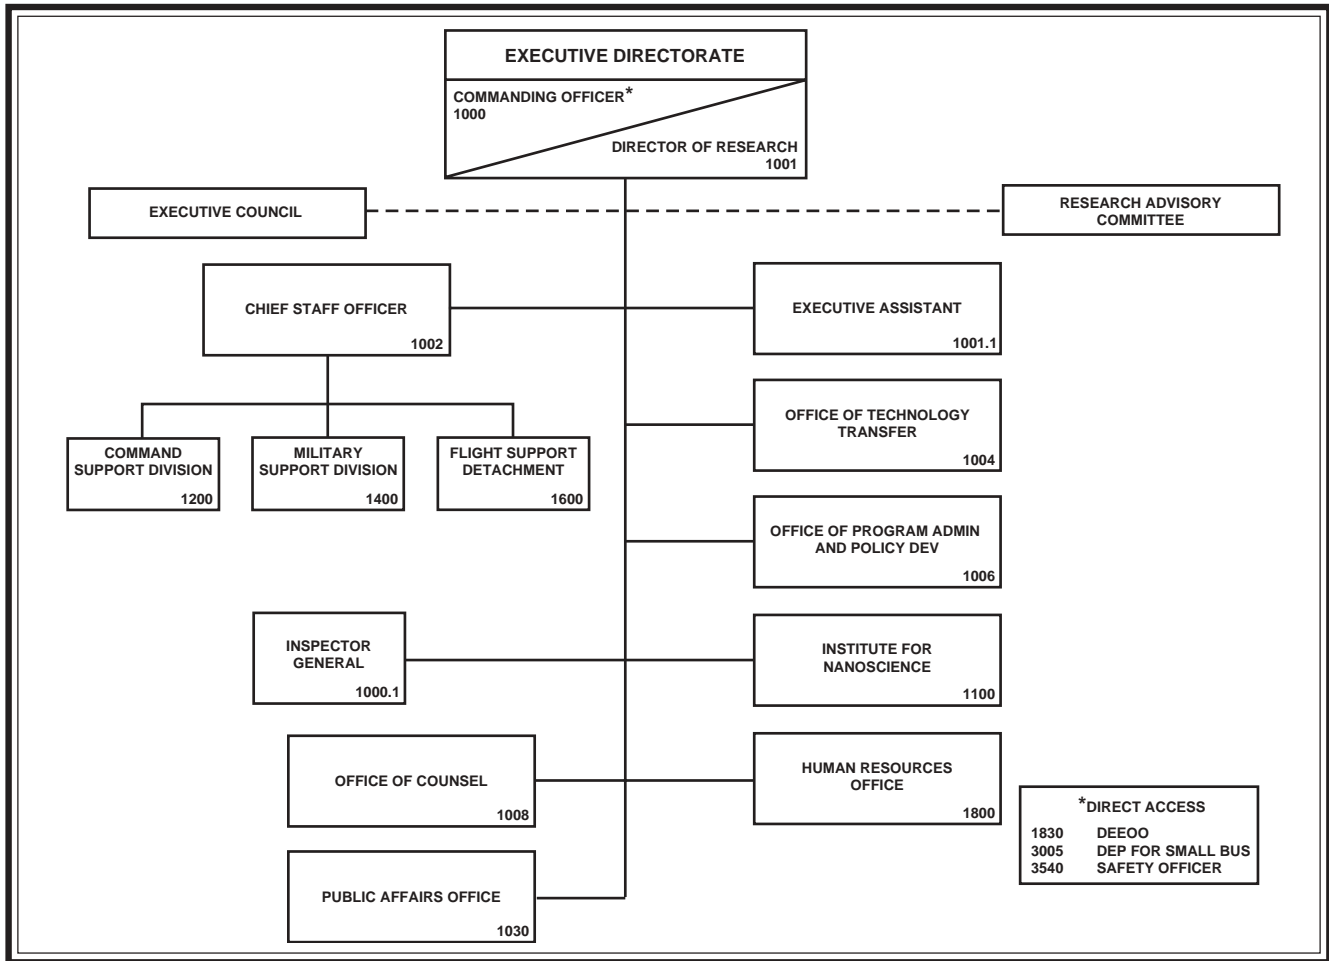 EXECUTIVE DIRECTORATE
COMMANDING OFFICER*
1000
DIRECTOR OF RESEARCH
1001
EXECUTIVE COUNCIL
RESEARCH ADVISORY
COMMITTEE
CHIEF STAFF OFFICER
1002
EXECUTIVE ASSISTANT
1001.1
COMMAND
SUPPORT DIVISION
1200
MILITARY
SUPPORT DIVISION
1400
FLIGHT SUPPORT
DETACHMENT
1600
OFFICE OF TECHNOLOGY
TRANSFER
1004
OFFICE OF PROGRAM ADMIN
AND POLICY DEV
1006
INSPECTOR
GENERAL
1000.1
INSTITUTE FOR
NANOSCIENCE
1100
OFFICE OF COUNSEL
1008
HUMAN RESOURCES
OFFICE
1800
PUBLIC AFFAIRS OFFICE
1030
*DIRECT ACCESS
1830 DEEOO
3005 DEP FOR SMALL BUS
3540 SAFETY OFFICER